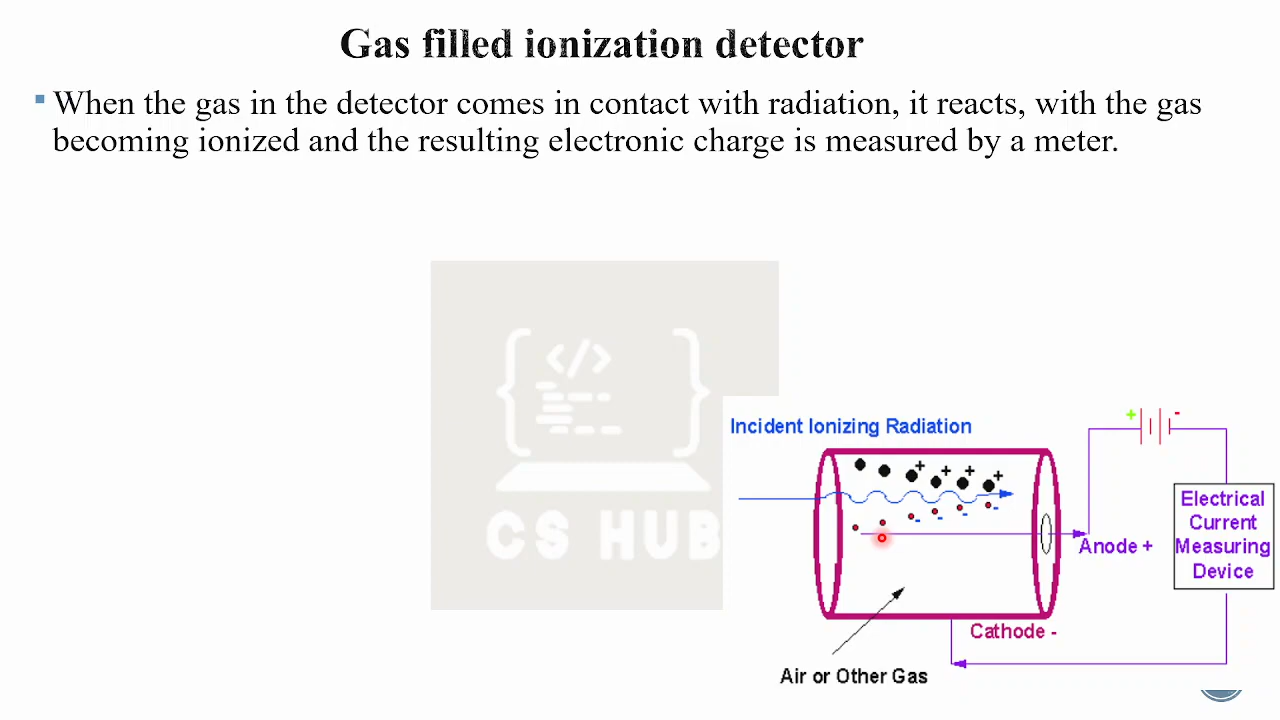 Gas filled ionization detector
When the gas in the detector comes in contact with radiation, it reacts, with the gas
becoming ionized and the resulting electronic charge is measured by a meter.
</>
CS HUB
Incident Ionizing Radiation
+ -
Electrical
Current
Measuring
Device
Anode +
Cathode -
Air or Other Gas